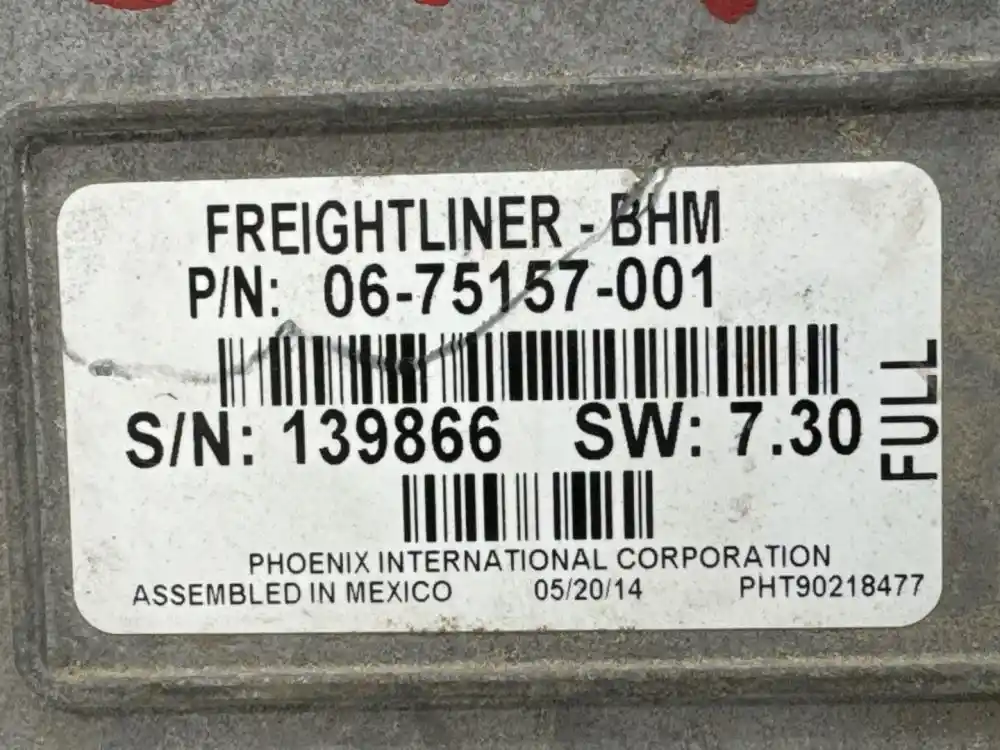 FREIGHTLINER - BHM
P/N: 06-75157-001
S/N: 139866 SW: 7.30
FULL
PHOENIX INTERNATIONAL CORPORATION
ASSEMBLED IN MEXICO 05/20/14 PHT90218477